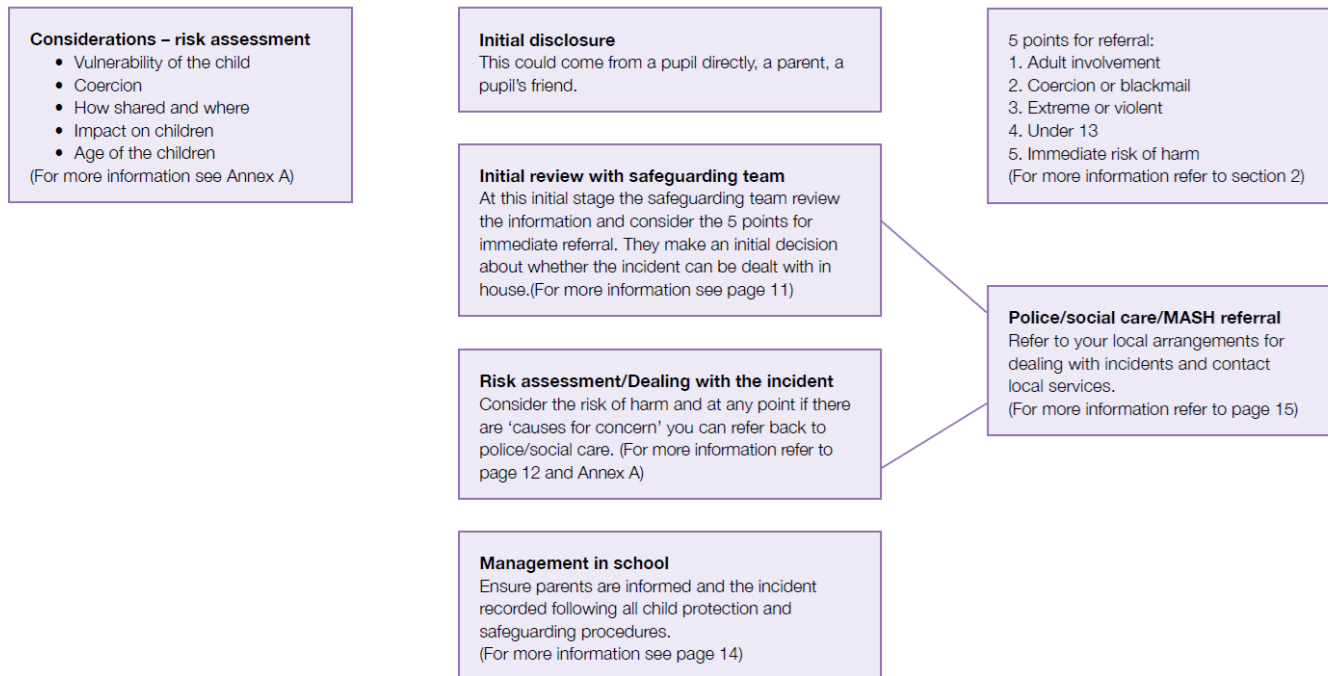 Considerations – risk assessment
• Vulnerability of the child
• Coercion
• How shared and where
• Impact on children
• Age of the children
(For more information see Annex A)
Initial disclosure
This could come from a pupil directly, a parent, a
pupil's friend.
Initial review with safeguarding team
At this initial stage the safeguarding team review
the information and consider the 5 points for
immediate referral. They make an initial decision
about whether the incident can be dealt with in
house.(For more information see page 11)
Risk assessment/Dealing with the incident
Consider the risk of harm and at any point if there
are ‘causes for concern’ you can refer back to
police/social care. (For more information refer to
page 12 and Annex A)
Management in school
Ensure parents are informed and the incident
recorded following all child protection and
safeguarding procedures.
(For more information see page 14)
5 points for referral:
1. Adult involvement
2. Coercion or blackmail
3. Extreme or violent
4. Under 13
5. Immediate risk of harm
(For more information refer to section 2)
Police/social care/MASH referral
Refer to your local arrangements for
dealing with incidents and contact
local services.
(For more information refer to page 15)